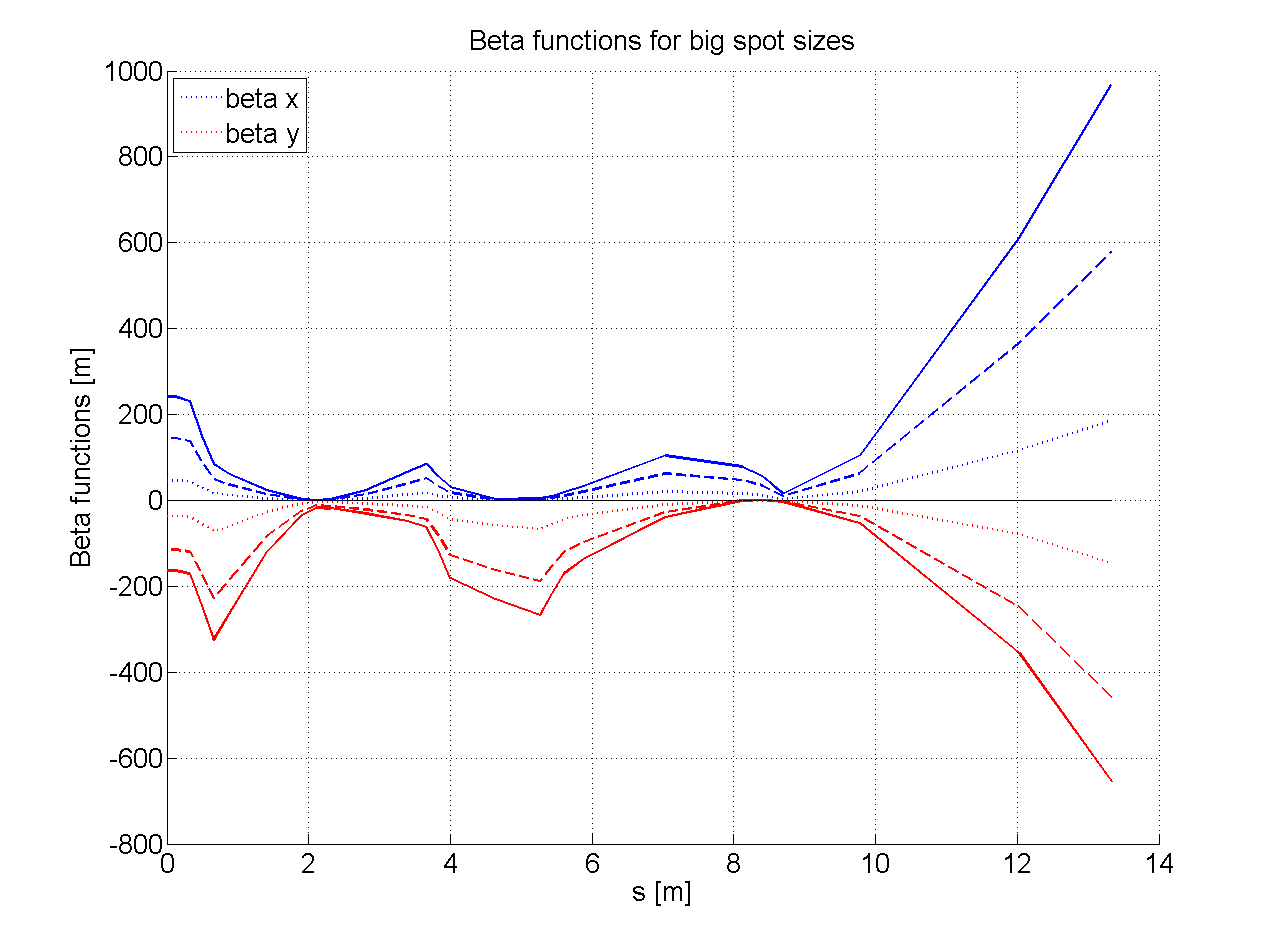 Beta functions for big spot sizes
beta x
beta y
1000
800
600
400
200
0
-200
-400
-600
-800
Beta functions [m]
0 2 4 6 8 10 12 14
s [m]